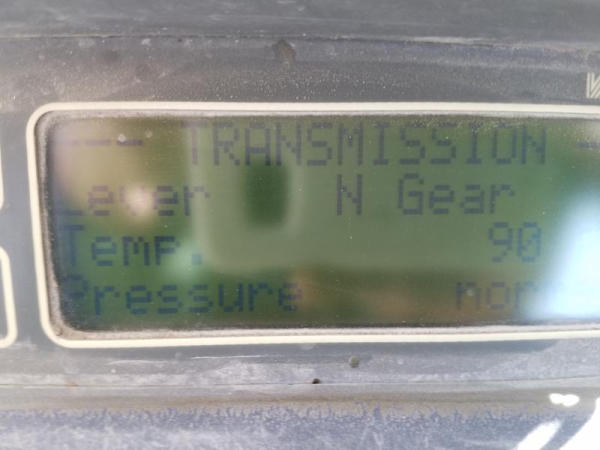 --- TRANSMISSION -
Lever N Gear
Temp. 90
Pressure